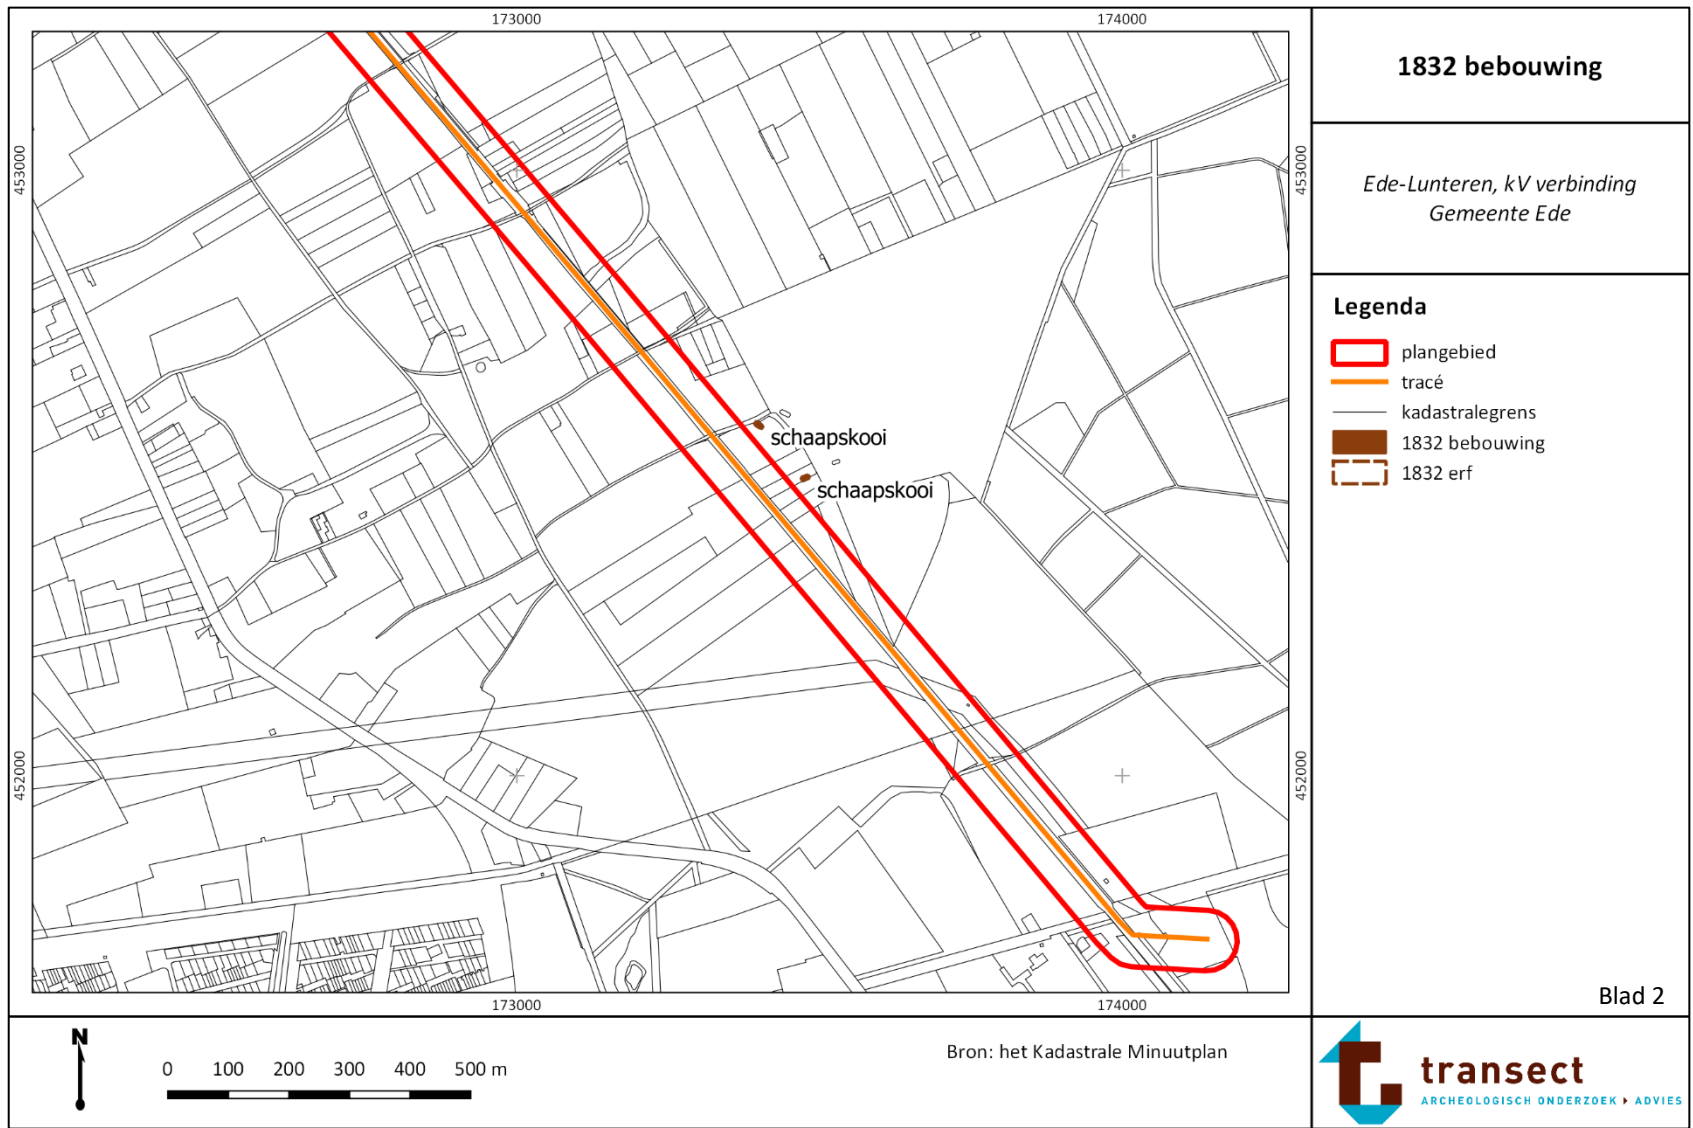 173000
174000
453000
453000
schaapskooi
schaapskooi
452000
452000
173000
174000
1832 bebouwing
Ede-Lunteren, kV verbinding
Gemeente Ede
Legenda
plangebied
tracé
kadastralegrens
1832 bebouwing
1832 erf
Blad 2
N
0 100 200 300 400 500 m
Bron: het Kadastrale Minuutplan
transect
ARCHEOLOGISCH ONDERZOEK ▸ ADVIES